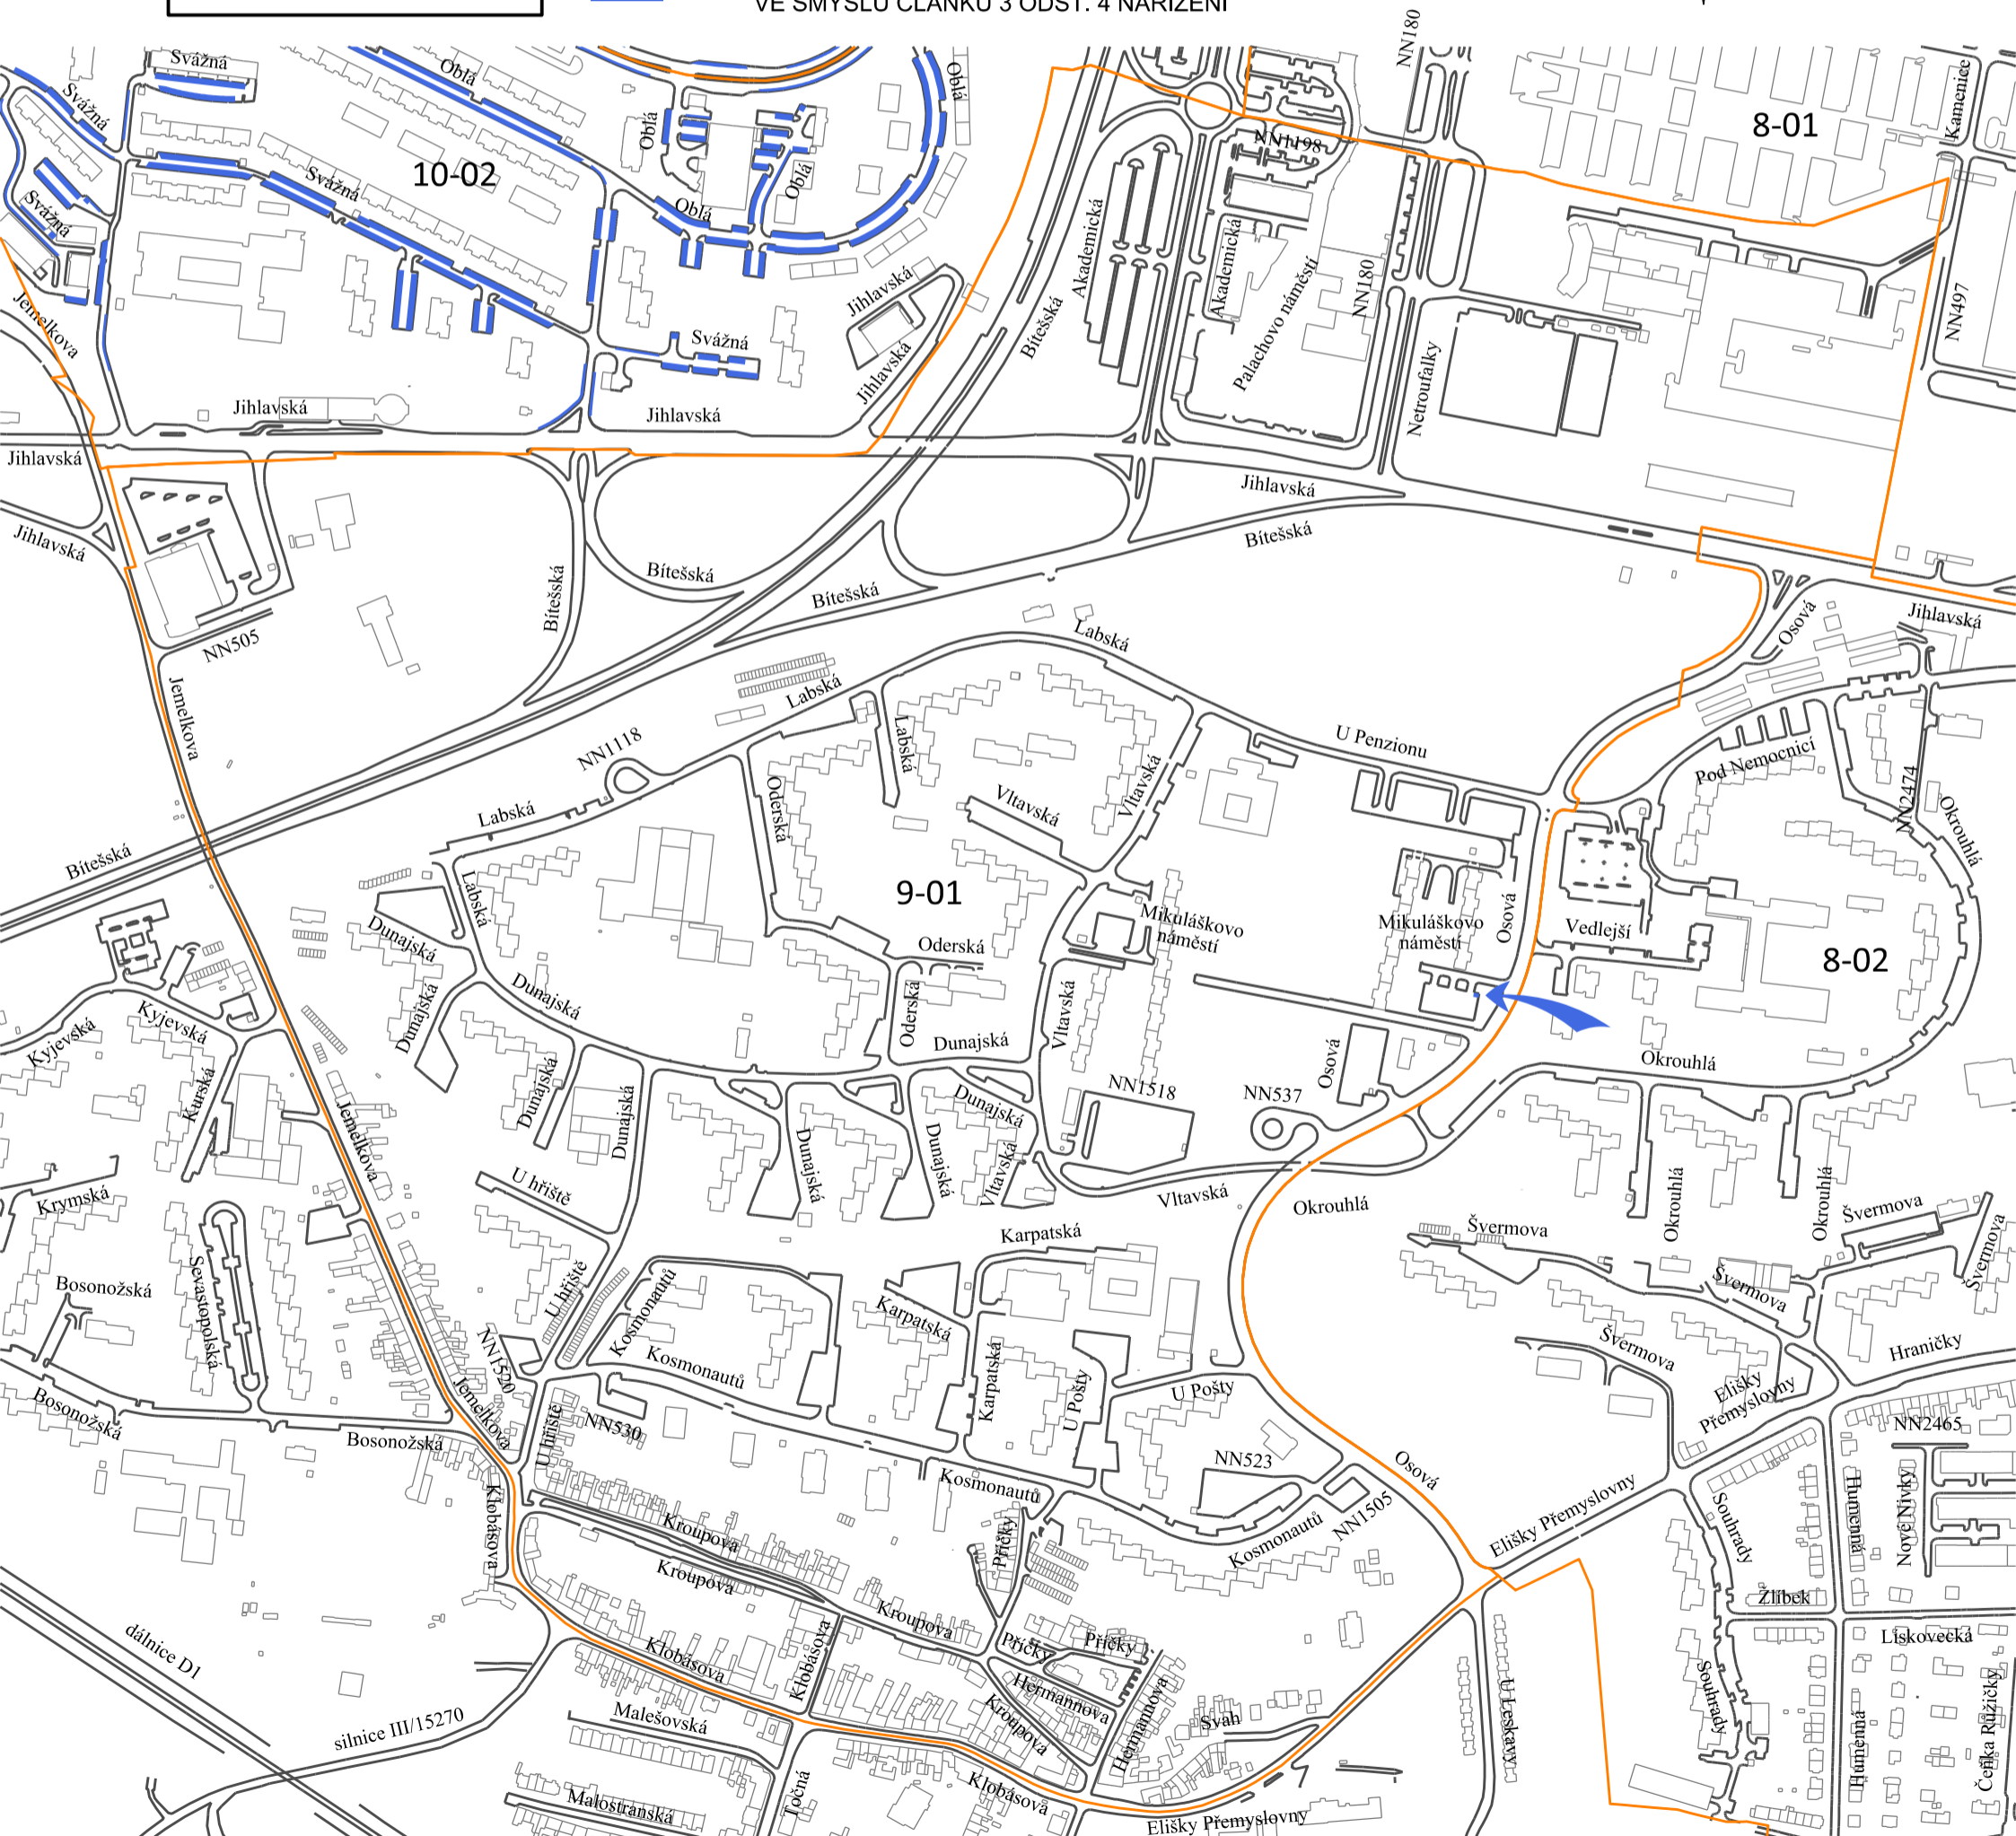 VE SMYSLU ČLÁNKU 3 ODST. 4 NAŘÍZENÍ
NN180
Svážná
Oblá
Oblá
Kamenice
Svážná
8-01
Oblá
NN1198
10-02
Svážná
Oblá
Svážná
Oblá
Akademická
Akademická
Palachovo náměstí
NN180
Jihlavská
NN497
Jemelkova
Bítešská
Svážná
Jihlavská
Netroufalky
Jihlavská
Jihlavská
Jihlavská
Jihlavská
Jihlavská
Bítešská
Bítešská
Bítešská
Bítešská
Jihlavská
Osová
NN505
Labská
Labská
Jemelkova
Labská
NN1118
U Penzionu
Pod Nemocnicí
Vltavská
NN2474
Oderská
Vltavská
Labská
Okrouhlá
Bítešská
Labská
9-01
Mikuláškovo
náměstí
Mikuláškovo
náměstí
Osová
Vedlejší
8-02
Dunajská
Oderská
Dunajská
Dunajská
Oderská
Vltavská
Kyjevská
Kyjevská
Dunajská
Osová
Okrouhlá
Kurská
Dunajská
Dunajská
Dunajská
NN1518
NN537
Jemelkova
Dunajská
Dunajská
Vltavská
U hřiště
Vltavská
Okrouhlá
Krymská
Okrouhlá
Okrouhlá
Švermova
Švermova
Švermova
Karpatská
Sevastopolská
Bosonožská
U hřiště
Kosmonautů
Karpatská
Švermova
Švermova
Hraničky
NN1520
Kosmonautů
Karpatská
U Pošty
U Pošty
Elišky
Přemyslovny
Jemelkova
Bosonožská
Bosonožská
U hřiště
NN530
NN2465
NN523
Osová
Kosmonautů
Klobásova
Kroupova
Příčky
Kosmonautů
NN1505
Elišky Přemyslovny
Souhrady
Humenná
Nové Nivky
Kroupova
Žlíbek
Kroupova
Příčky
Příčky
Liskovecká
dálnice D1
Klobásova
Klobásova
Hermannova
Kroupova
Hermannova
U Leskavy
Souhrady
silnice III/15270
Malešovská
Svah
Humenná
Čeňka Růžičky
Točná
Klobásova
Malostranská
Elišky Přemyslovny